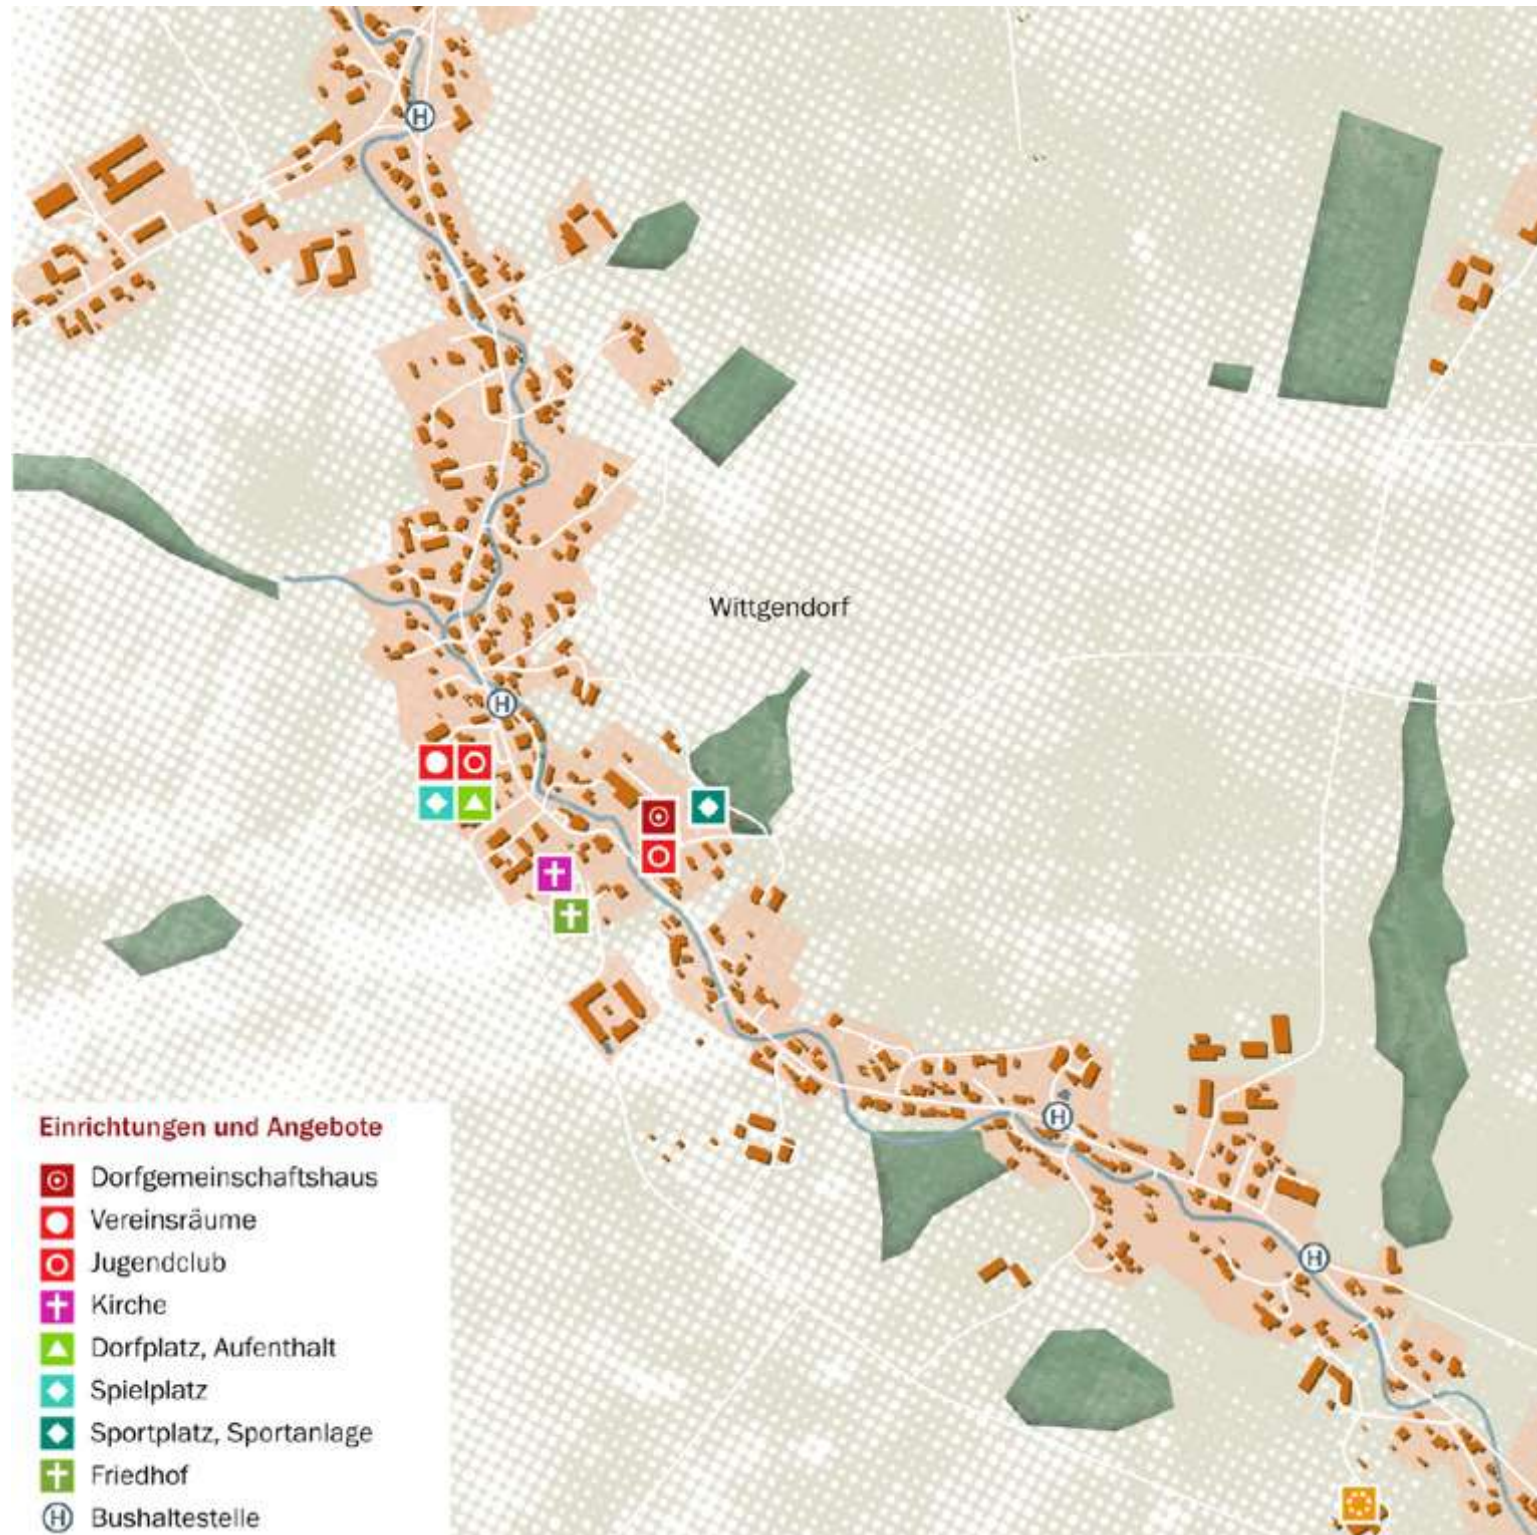 H
Wittgendorf
H
H
H
Einrichtungen und Angebote
Dorfgemeinschaftshaus
Vereinsräume
Jugendclub
Kirche
Dorfplatz, Aufenthalt
Spielplatz
Sportplatz, Sportanlage
Friedhof
H Bushaltestelle